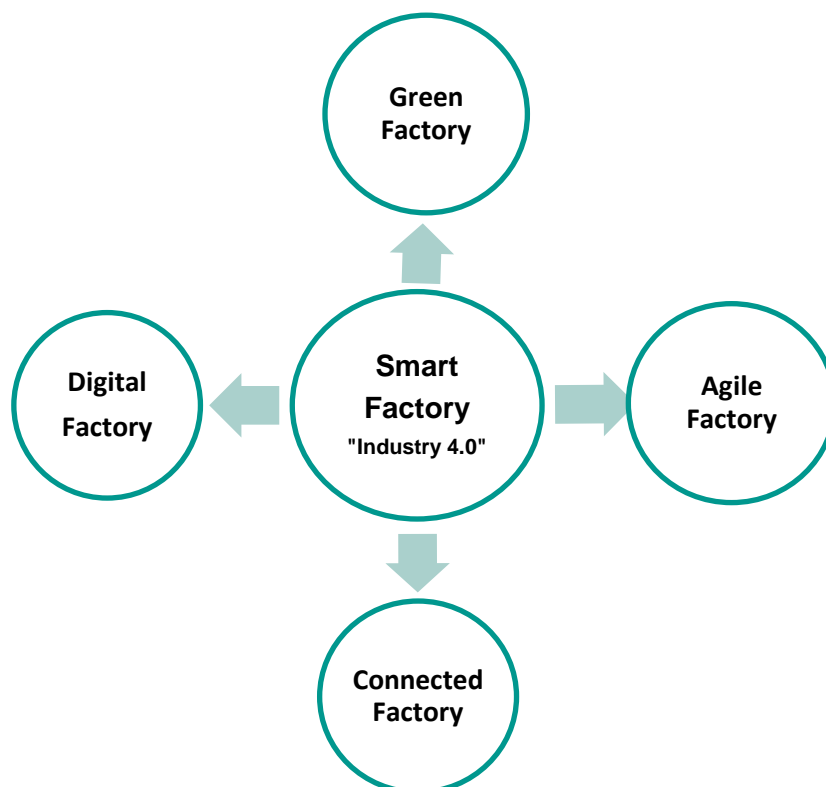 Green
Factory
Digital
Factory
Smart
Factory
"Industry 4.0"
Agile
Factory
Connected
Factory